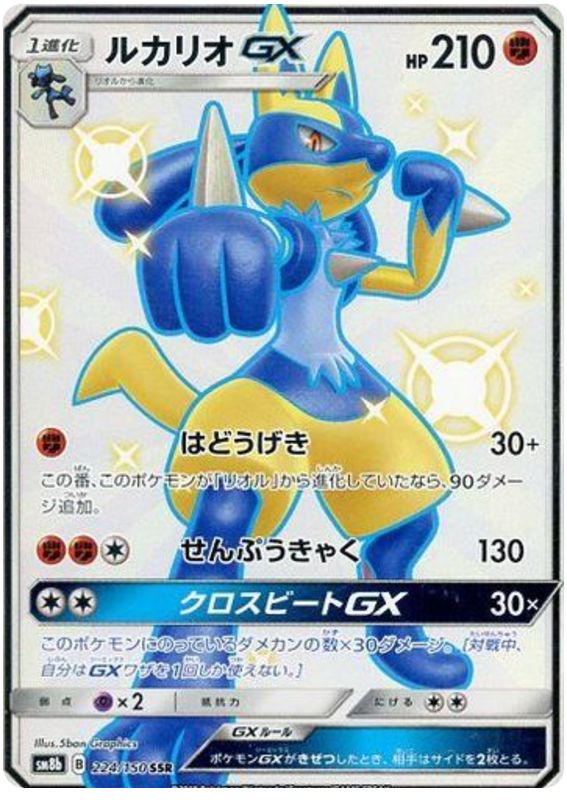 1進化
ルカリオGX
HP 210
リオルから進化
はどうげき 30+
この番、このポケモンが「リオル」から進化していたなら、90ダメー
ジ追加。
せんぷうきゃく 130
クロスビートGX 30×
このポケモンにのっているダメカンの数×30ダメージ。[対戦中、
自分はGXワザを1回しか使えない。]
弱点 ×2 抵抗力 にげる
GXルール
ポケモンGXがきぜつしたとき、相手はサイドを2枚とる。
Illus. 5ban Graphics
sm8b B 224/150 SSR